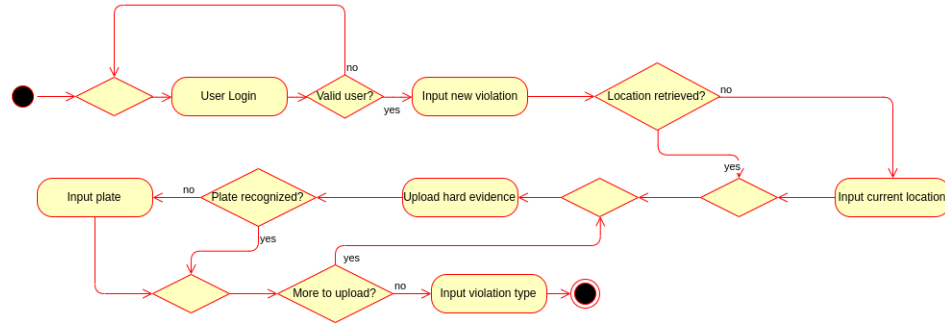 no
User Login
Valid user?
yes
Input new violation
Location retrieved?
no
yes
Input plate
no
Plate recognized?
yes
Upload hard evidence
Input current location
yes
More to upload?
no
Input violation type